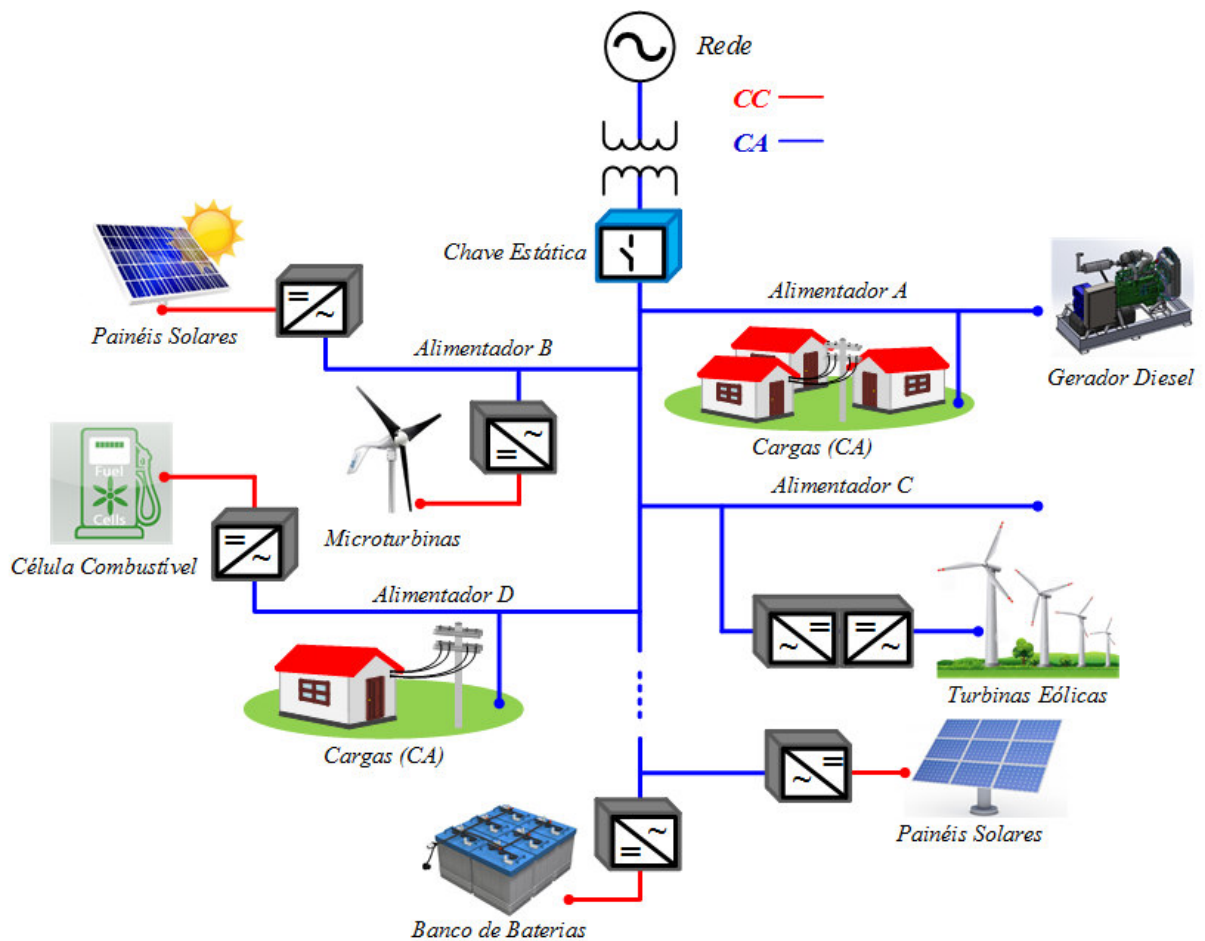 Rede
CC
CA
Chave Estática
Painéis Solares
Alimentador A
Gerador Diesel
Alimentador B
Cargas (CA)
Fuel
Cells
Célula Combustível
Microturbinas
Alimentador C
Alimentador D
Cargas (CA)
Turbinas Eólicas
Painéis Solares
Banco de Baterias